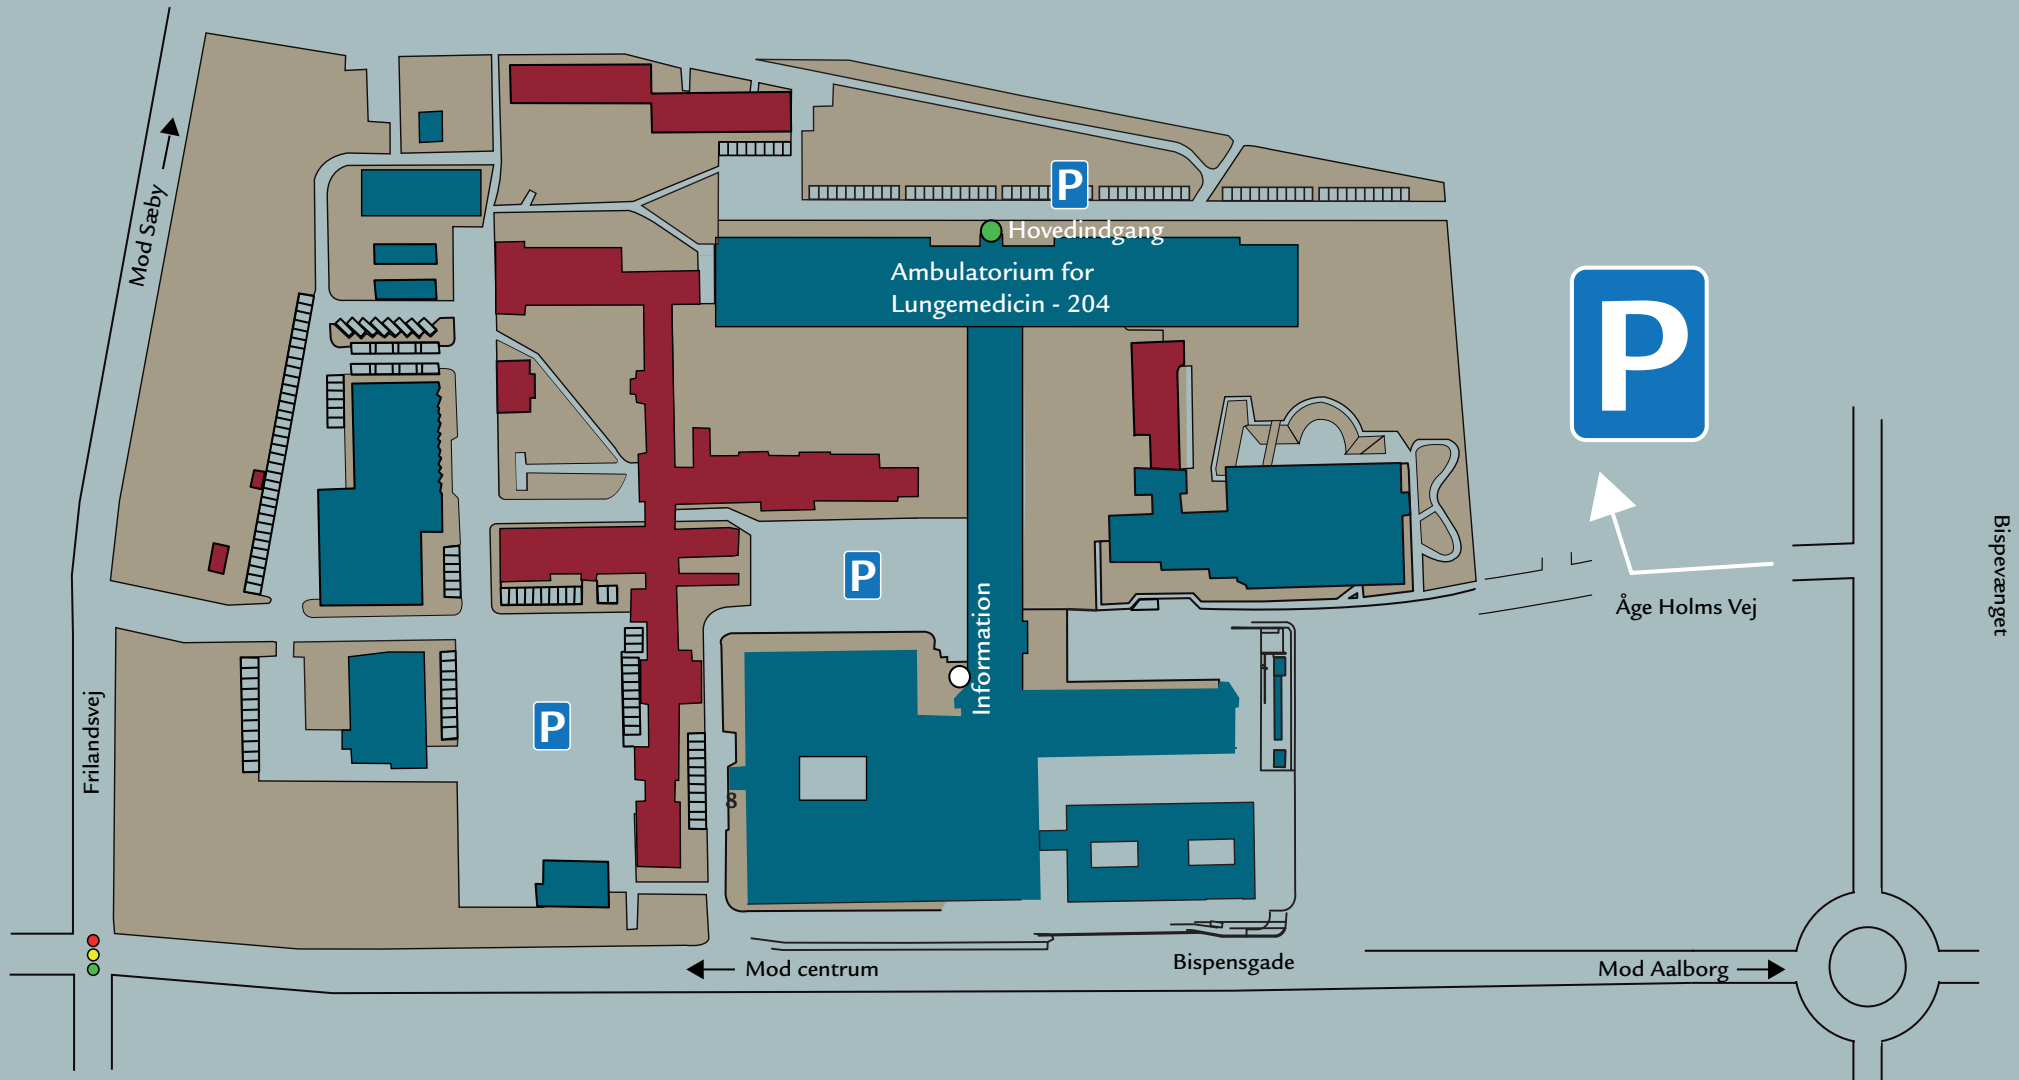 P
Hovedindgang
Ambulatorium for
Lungemedicin - 204
Mod Sæby
P
P
Information
Bispevænget
Åge Holms Vej
P
Frilandsvej
8
Mod centrum
Bispensgade
Mod Aalborg